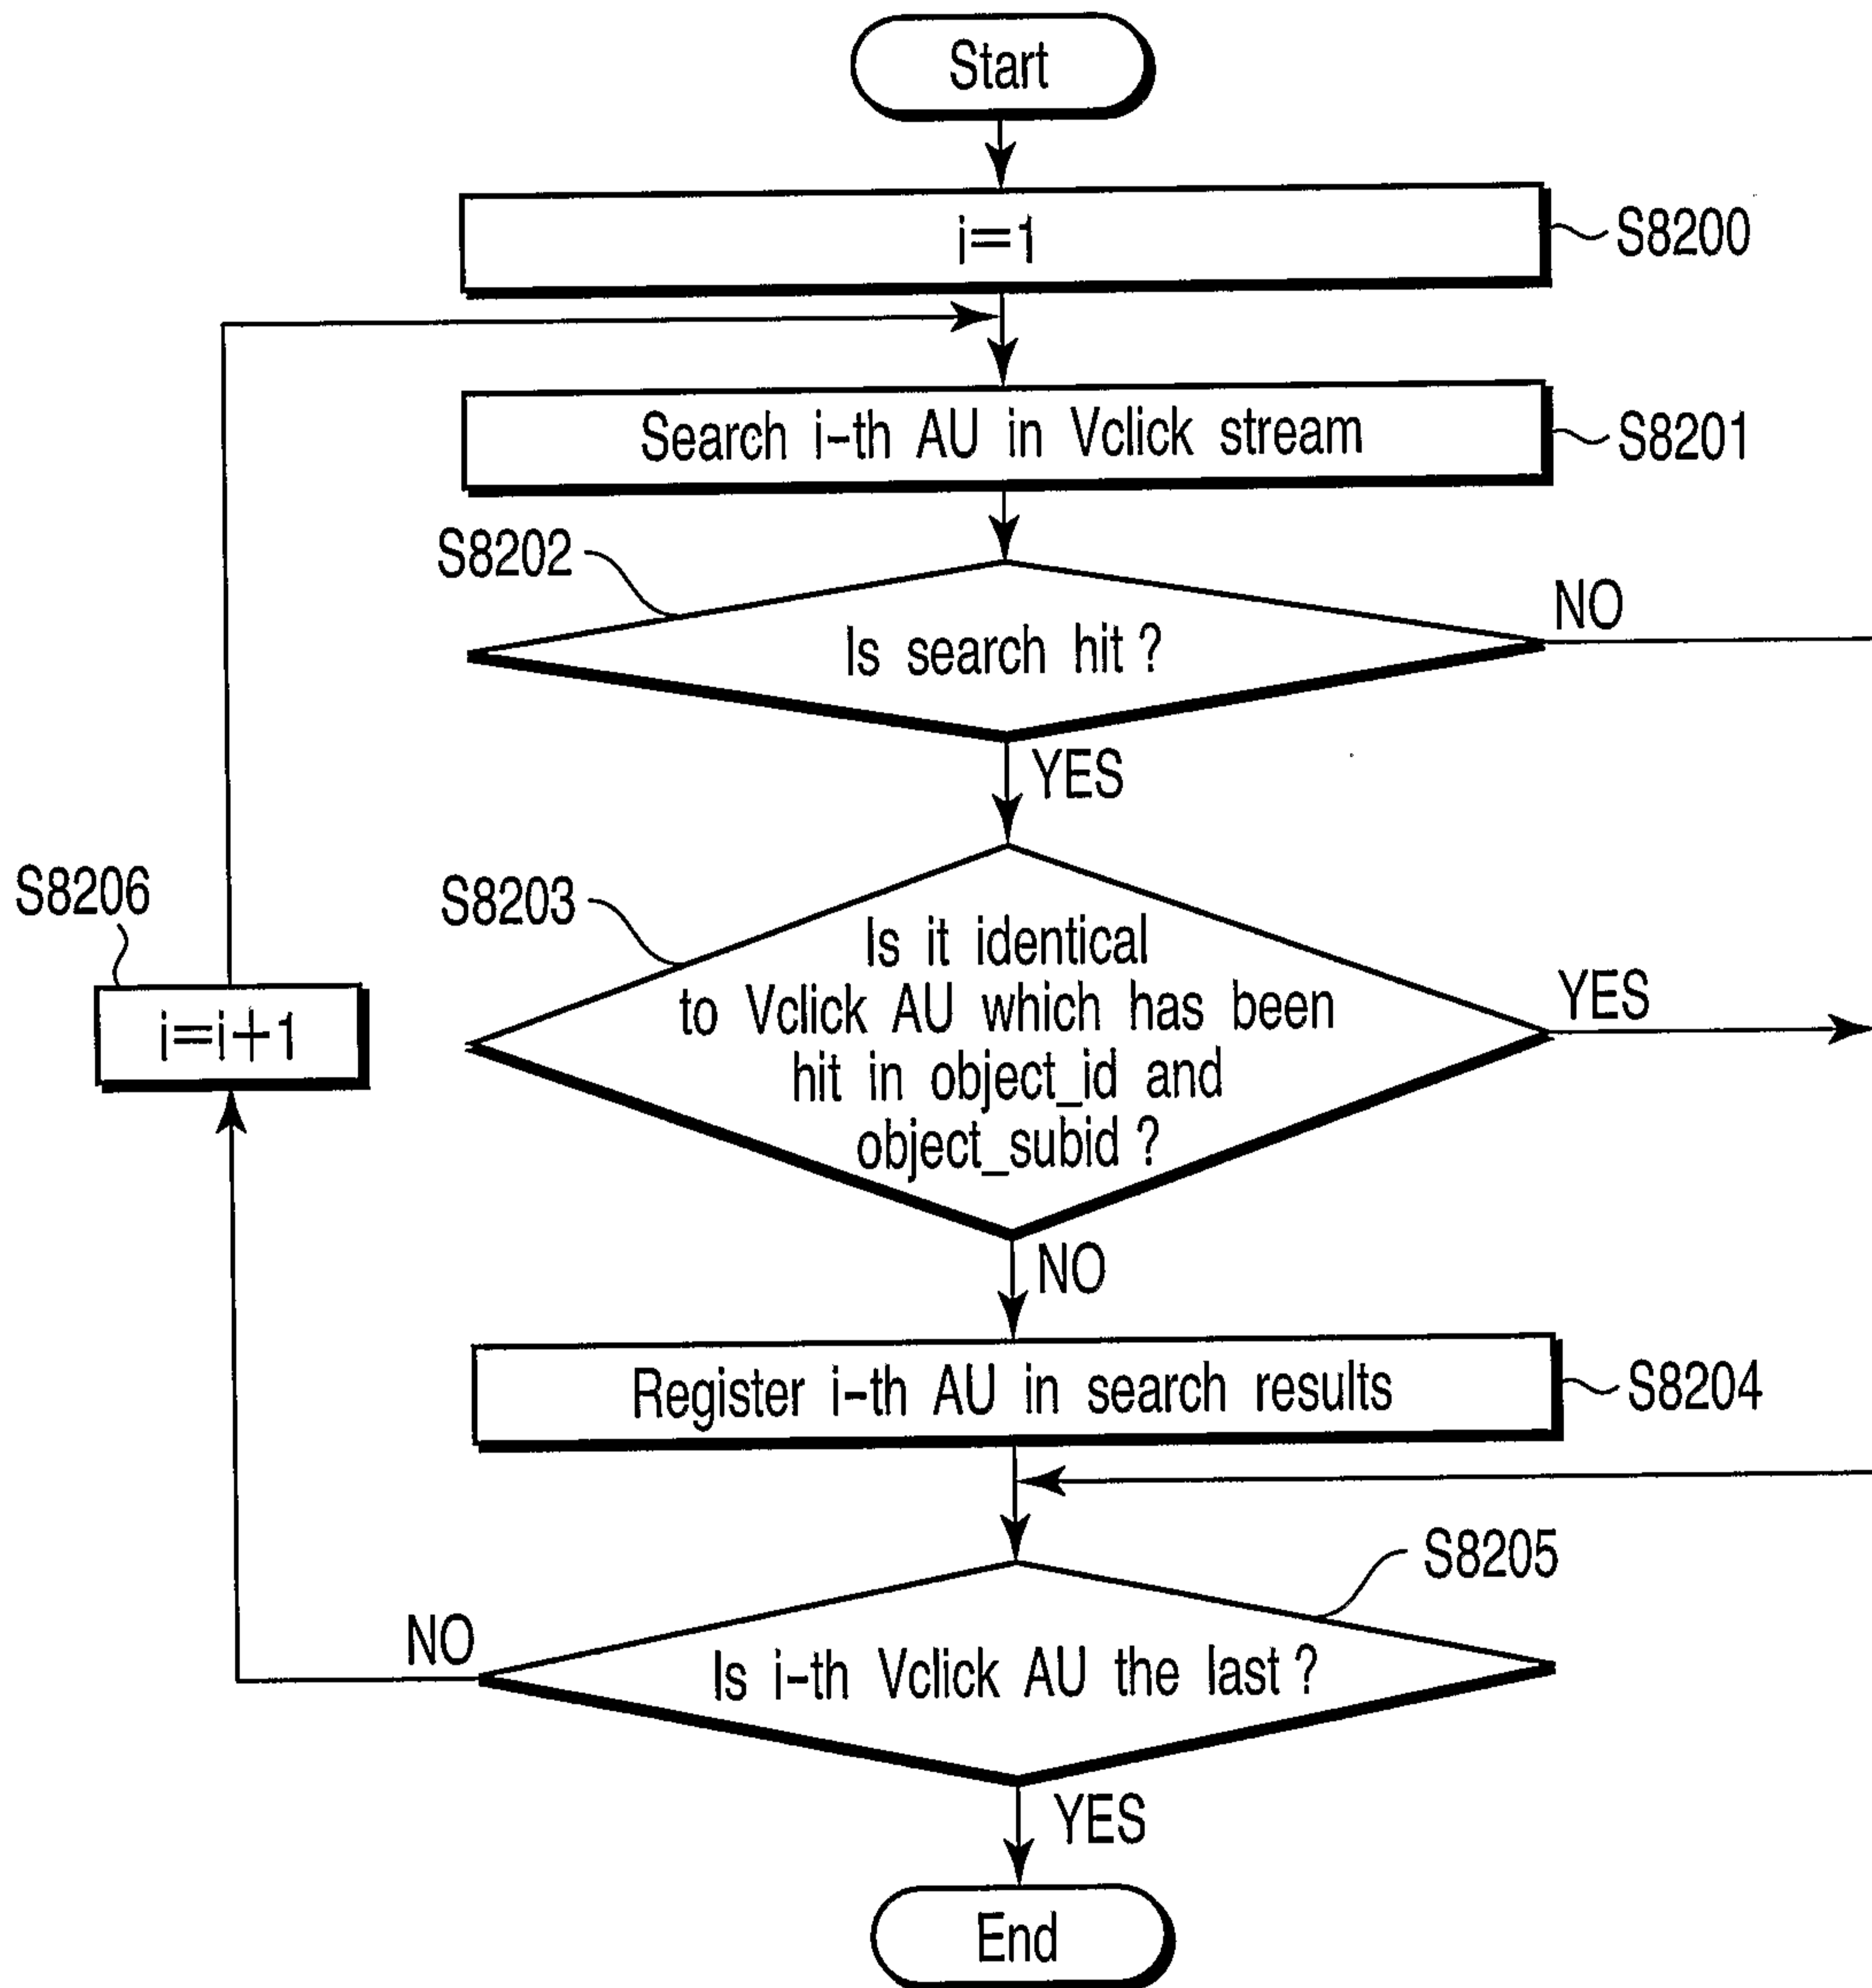 Start
i=1
S8200
Search i-th AU in Vclick stream
S8201
S8202
Is search hit ?
NO
YES
S8206
i=i+1
S8203
Is it identical
to Vclick AU which has been
hit in object_id and
object_subid ?
YES
NO
Register i-th AU in search results
S8204
S8205
NO
Is i-th Vclick AU the last ?
YES
End